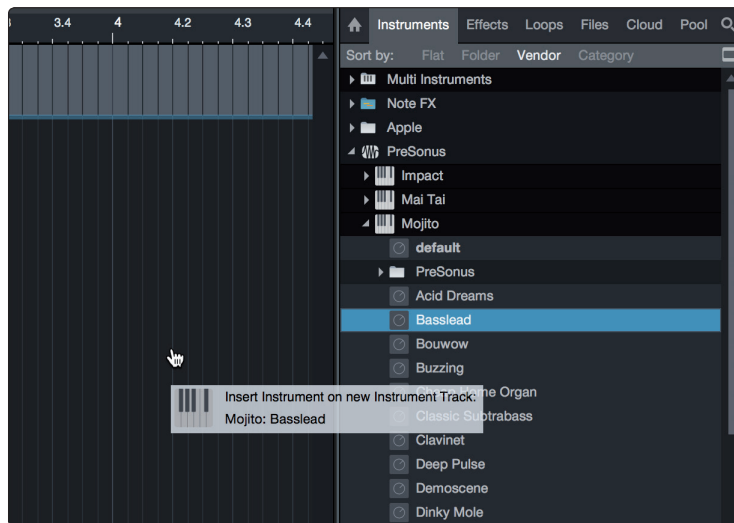 3.4 4 4.2 4.3 4.4
Instruments Effects Loops Files Cloud Pool
Sort by: Flat Folder Vendor Category
Multi Instruments
Note FX
Apple
PreSonus
Impact
Mai Tai
Mojito
default
PreSonus
Acid Dreams
Basslead
Bouwow
Buzzing
Home Organ
Insert Instrument on new Instrument Track:
Classic Subtrabass
Mojito: Basslead
Clavinet
Deep Pulse
Demoscene
Dinky Mole